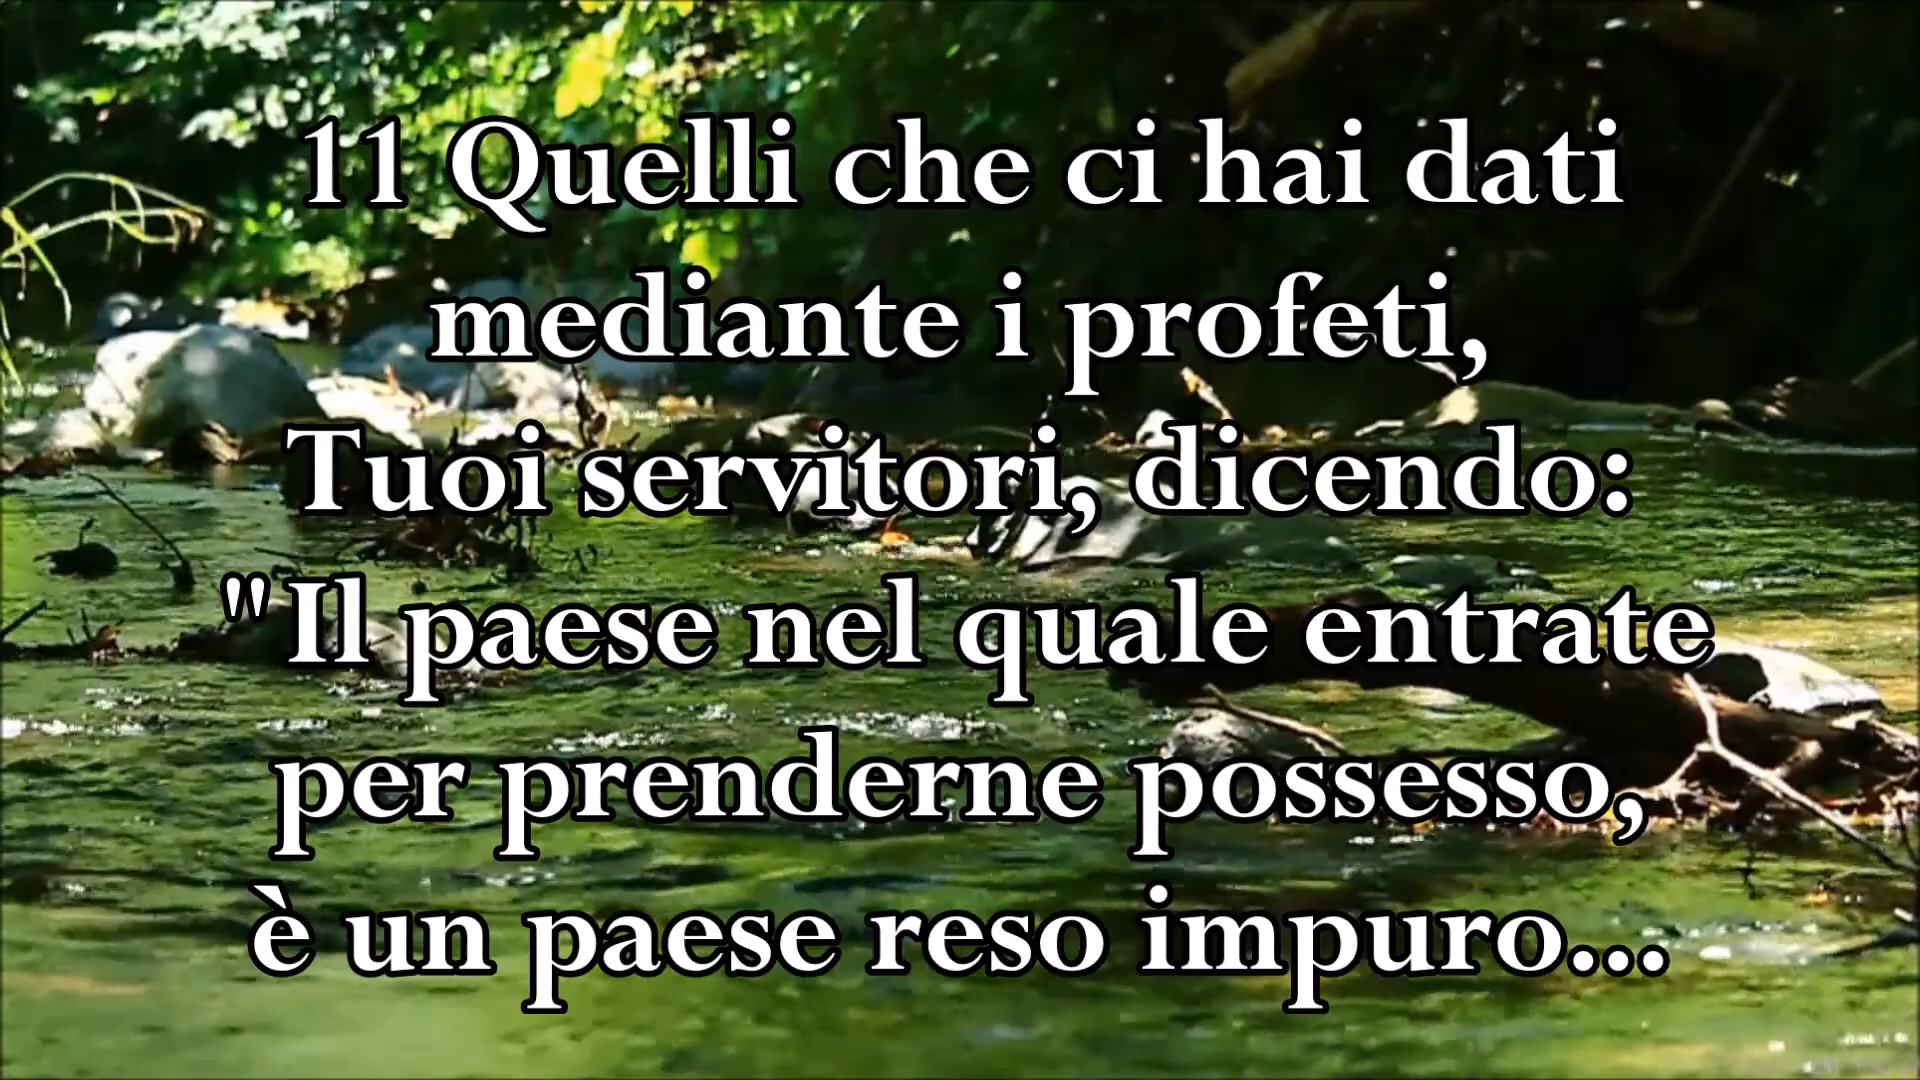 11 Quelli che ci hai dati
mediante i profeti,
Tuoi servitori, dicendo:
"Il paese nel quale entrate
per prenderne possesso,
è un paese reso impuro...